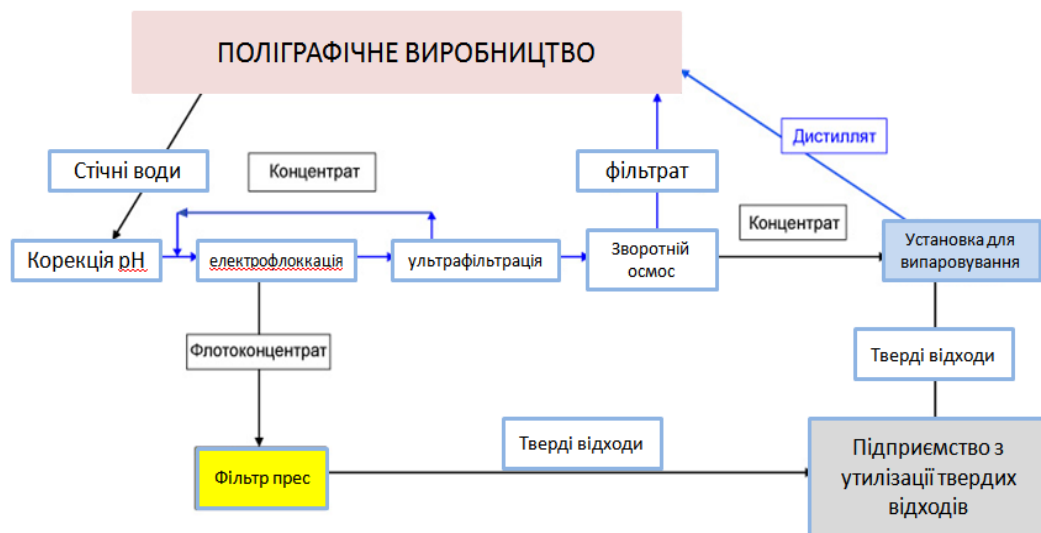 ПОЛІГРАФІЧНЕ ВИРОБНИЦТВО
Дистиллят
Стічні води
Концентрат
фільтрат
Концентрат
Корекція рН
електрофлоккація
ультрафільтрація
Зворотній
осмос
Установка для
випаровування
Флотоконцентрат
Тверді відходи
Тверді відходи
Фільтр прес
Підприємство з
утилізації твердих
відходів